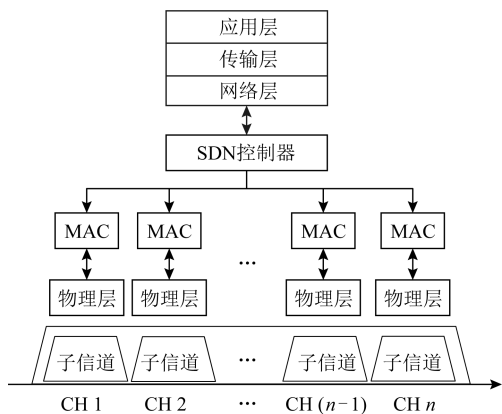 应用层
传输层
网络层
SDN控制器
MAC MAC ... MAC MAC
物理层 物理层 物理层 物理层
子信道 子信道 ... 子信道 子信道
CH 1 CH 2 ... CH (n−1) CH n